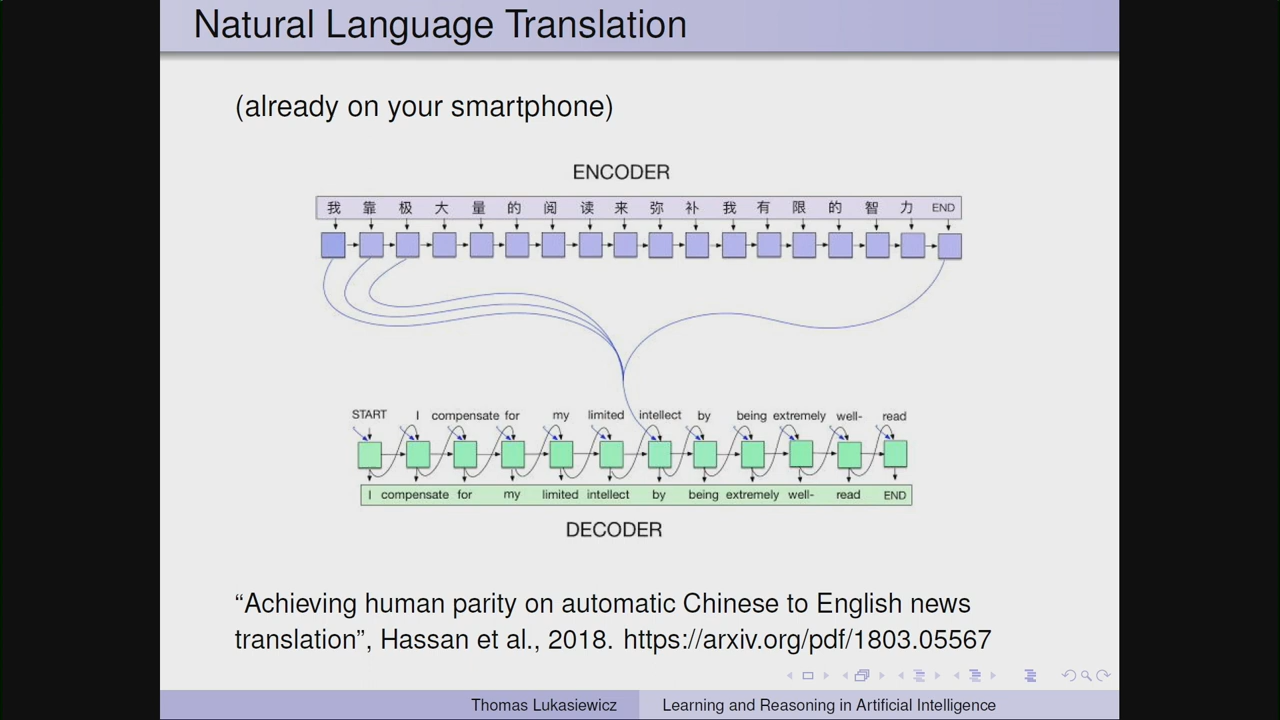 Natural Language Translation
(already on your smartphone)
ENCODER
我 靠 极 大 量 的 阅 读 来 弥 补 我 有 限 的 智 力 END
START I compensate for my limited intellect by being extremely well- read
I compensate for my limited intellect by being extremely well- read END
DECODER
“Achieving human parity on automatic Chinese to English news
translation”, Hassan et al., 2018. https://arxiv.org/pdf/1803.05567
Thomas Lukasiewicz Learning and Reasoning in Artificial Intelligence